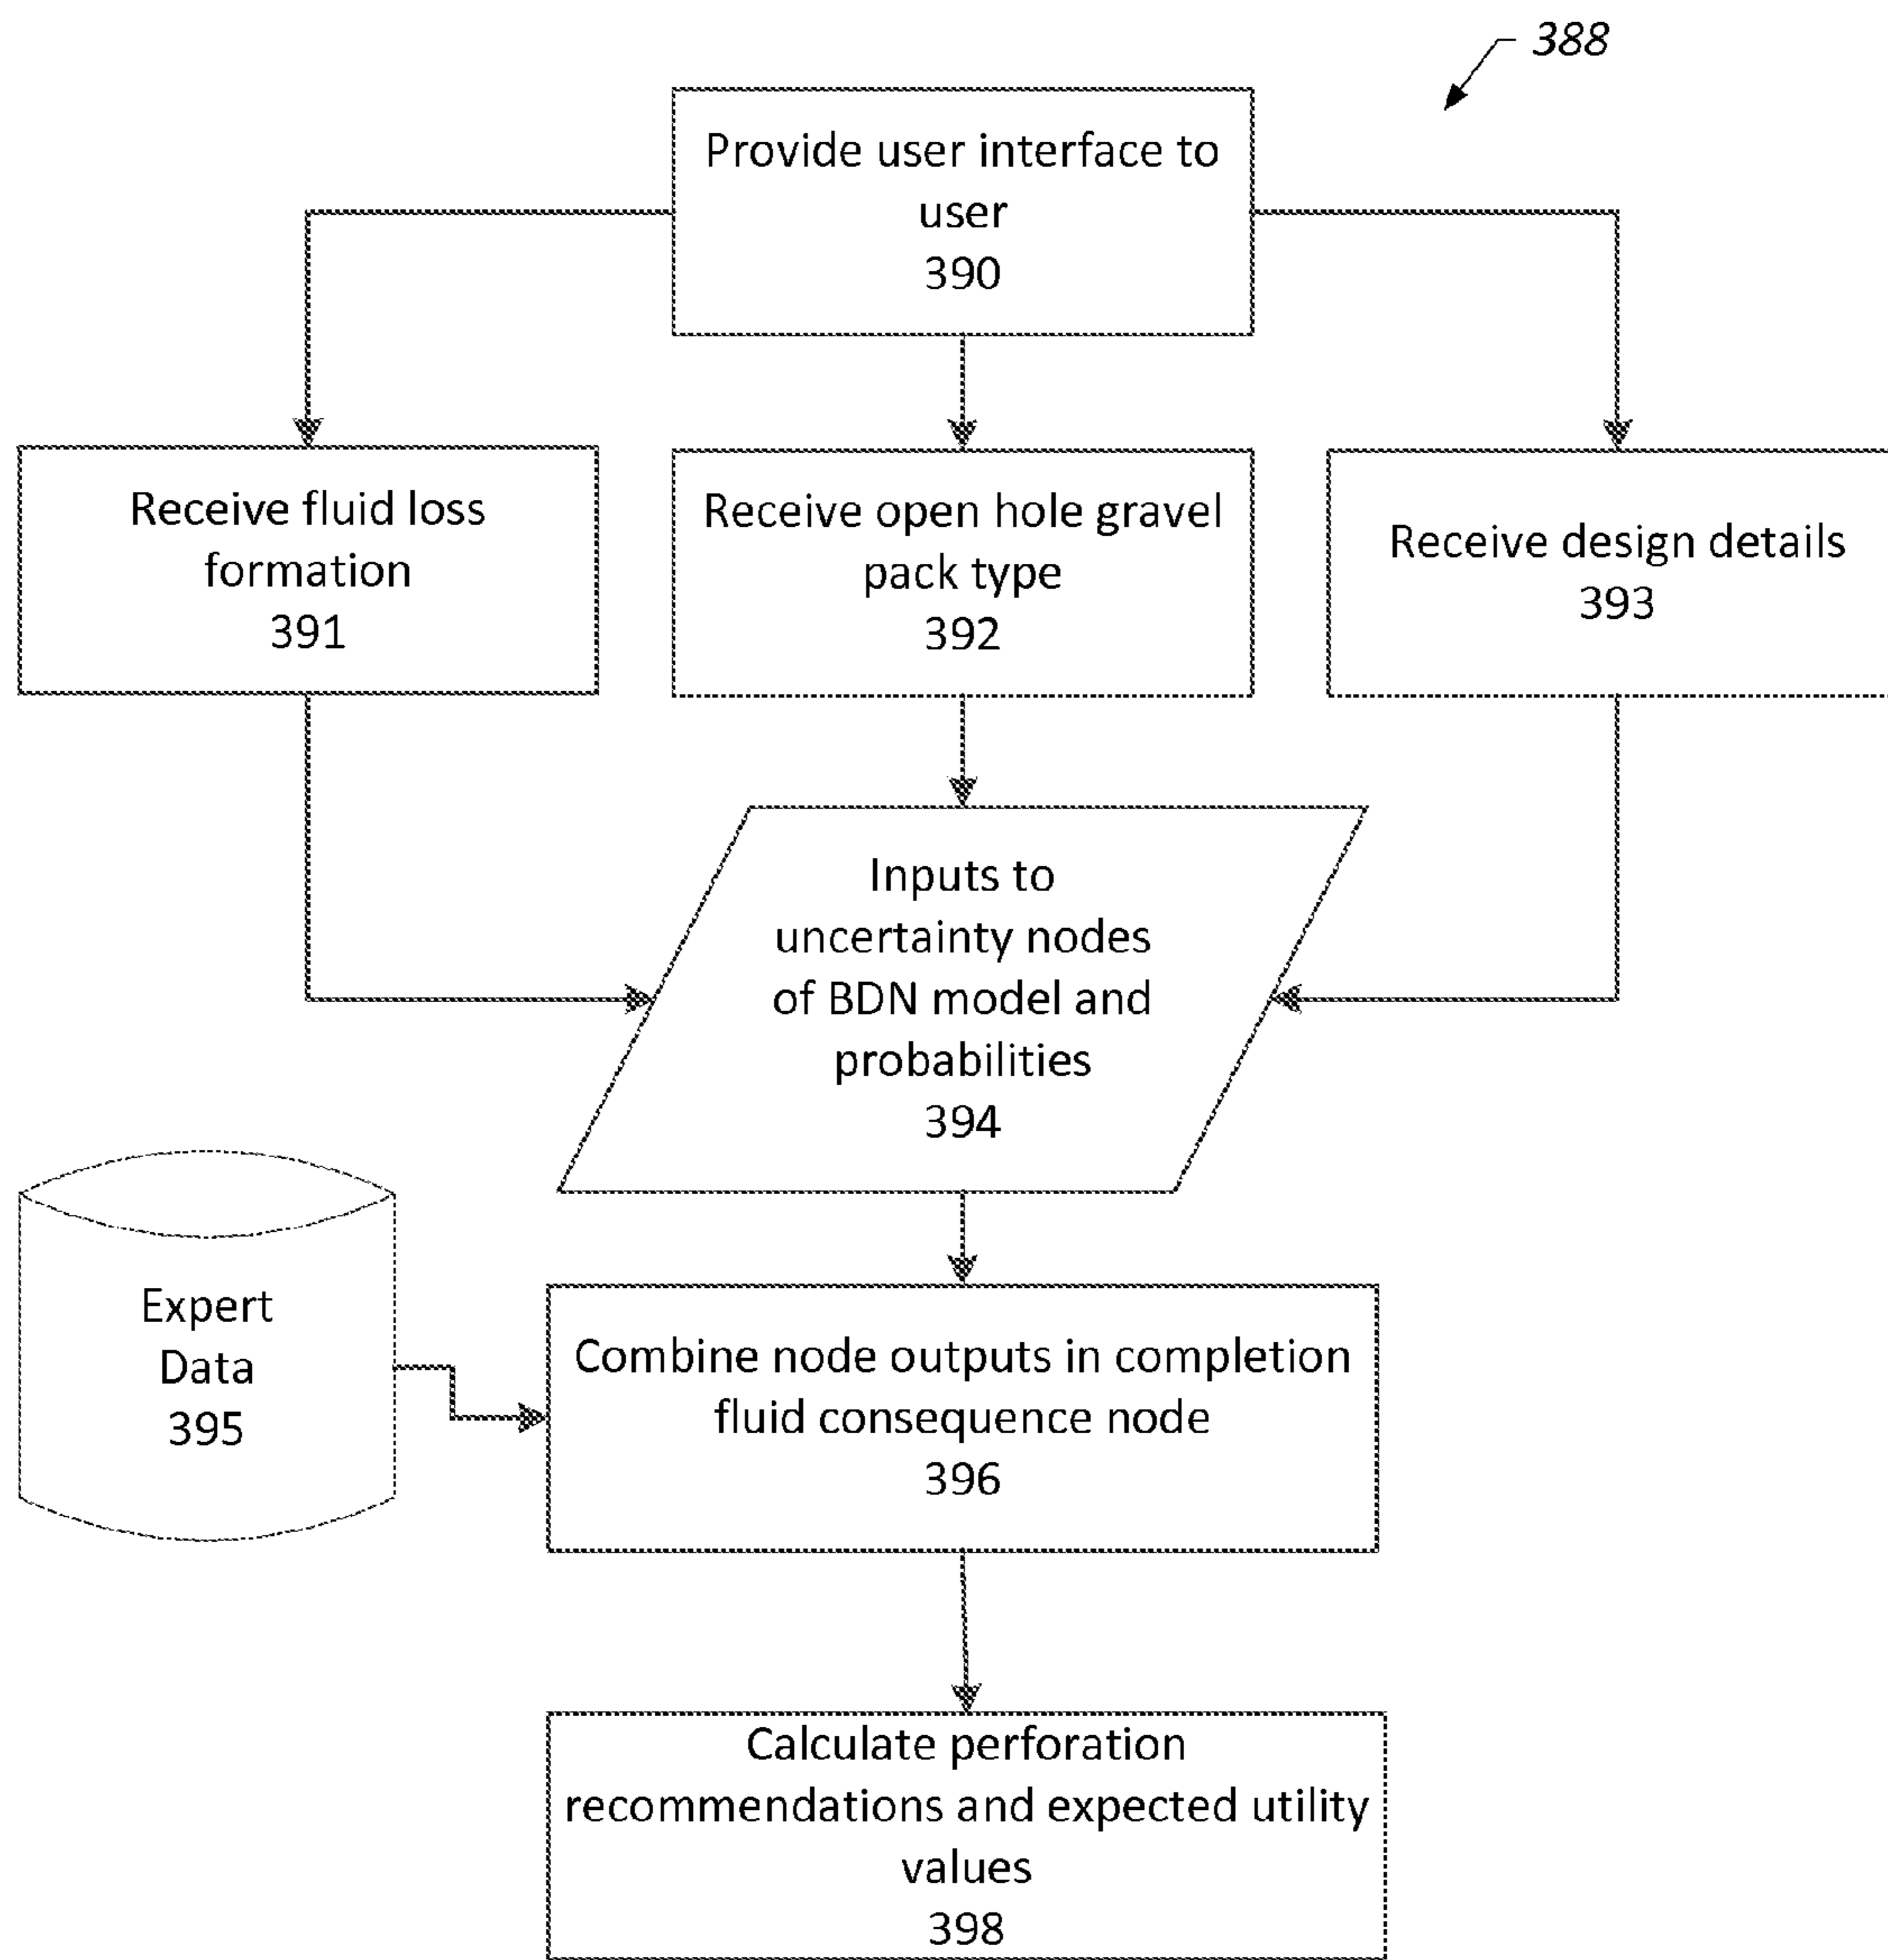 388
Provide user interface to
user
390
Receive fluid loss
formation
391
Receive open hole gravel
pack type
392
Receive design details
393
Inputs to
uncertainty nodes
of BDN model and
probabilities
394
Expert
Data
395
Combine node outputs in completion
fluid consequence node
396
Calculate perforation
recommendations and expected utility
values
398